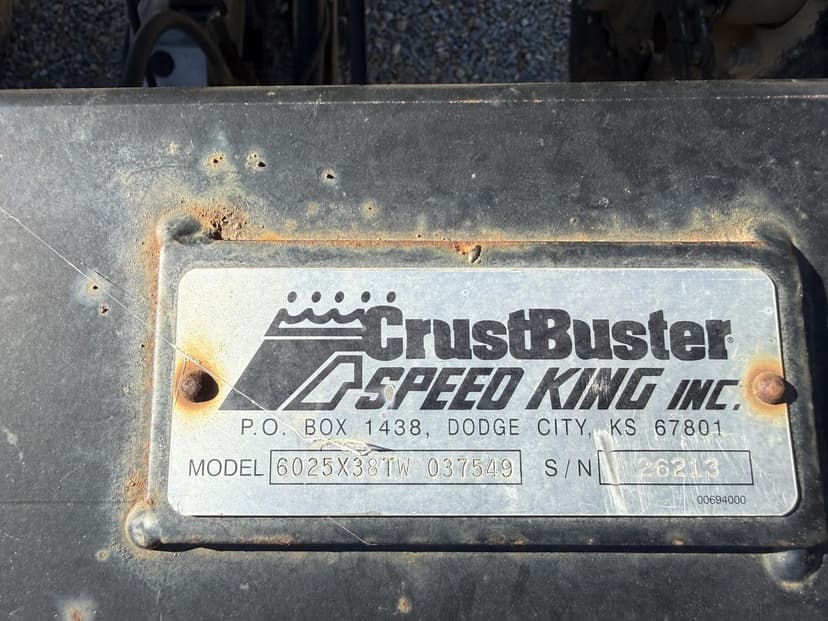 CrustBuster®
SPEED KING INC.
P.O. BOX 1438, DODGE CITY, KS 67801
MODEL 6025X38TW 037549 S/N 26213
00694000